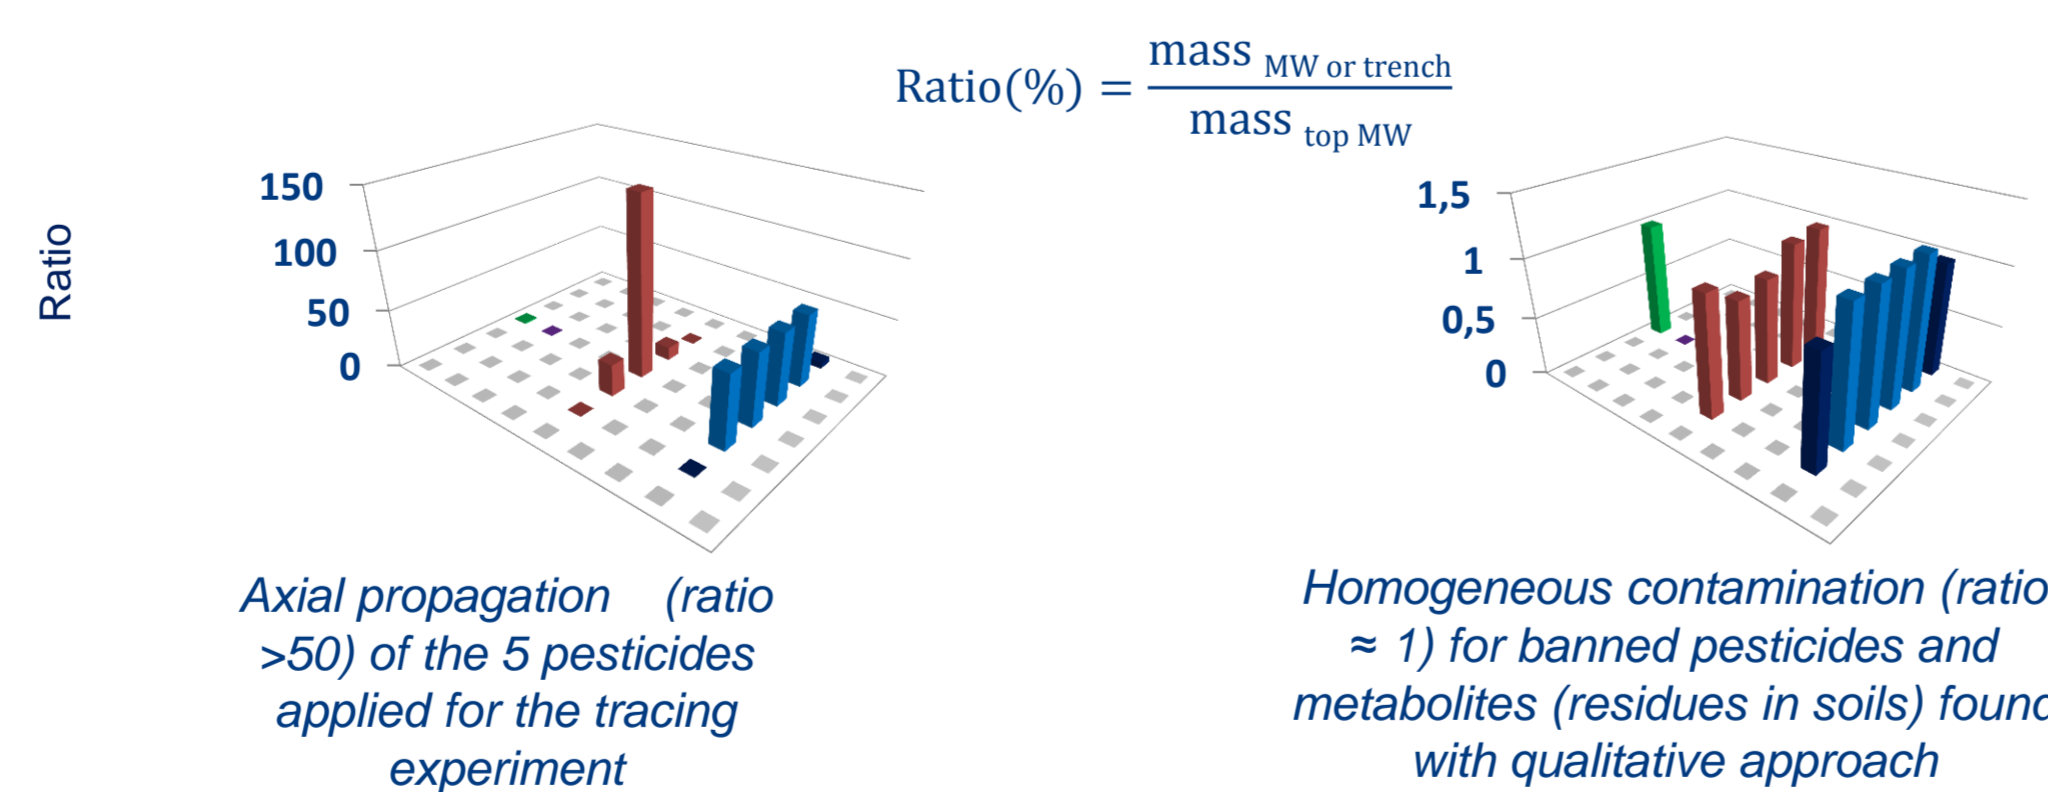 Ratio(%) = mass MW or trench
mass top MW
Ratio
150
100
50
0
1,5
1
0,5
0
Axial propagation (ratio
>50) of the 5 pesticides
applied for the tracing
experiment
Homogeneous contamination (ratio
≈ 1) for banned pesticides and
metabolites (residues in soils) found
with qualitative approach